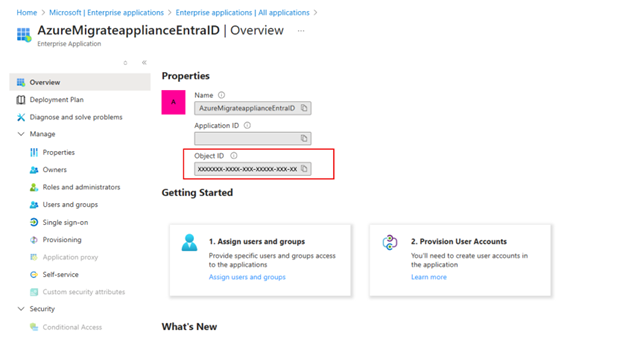 Home > Microsoft | Enterprise applications > Enterprise applications | All applications >
AzureMigrateapplianceEntraID | Overview ...
Enterprise Application
Overview
Deployment Plan
Diagnose and solve problems
Manage
Properties
Owners
Roles and administrators
Users and groups
Single sign-on
Provisioning
Application proxy
Self-service
Custom security attributes
Security
Conditional Access
Properties
A
Name
AzureMigrateapplianceEntraID
Application ID
Object ID
xxxxxxx-xxxx-xxx-xxxxx-xxx-xx
Getting Started
1. Assign users and groups
Provide specific users and groups access
to the applications
Assign users and groups
2. Provision User Accounts
You'll need to create user accounts in
the application
Learn more
What's New